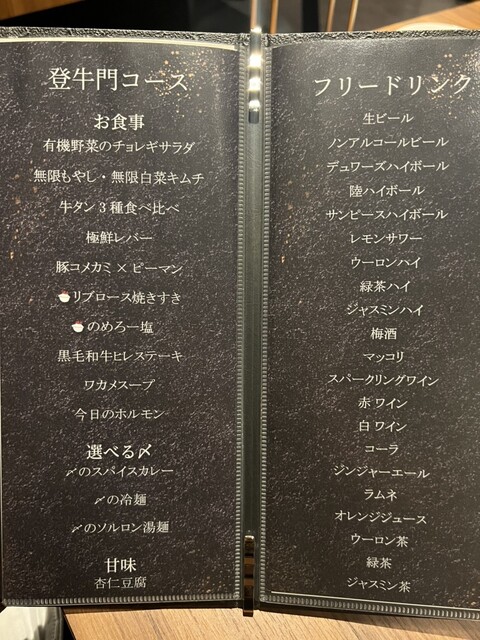 登牛門コース
お食事
有機野菜のチョレギサラダ
無限もやし・無限白菜キムチ
牛タン3種食べ比べ
極鮮レバー
豚コメカミ×ピーマン
リブロース焼きすき
のめろー塩
黒毛和牛ヒレステーキ
ワカメスープ
今日のホルモン
選べる〆
〆のスパイスカレー
〆の冷麺
〆のソルロン湯麺
甘味
杏仁豆腐
フリードリンク
生ビール
ノンアルコールビール
デュワーズハイボール
陸ハイボール
サンピースハイボール
レモンサワー
ウーロンハイ
緑茶ハイ
ジャスミンハイ
梅酒
マッコリ
スパークリングワイン
赤ワイン
白ワイン
コーラ
ジンジャーエール
ラムネ
オレンジジュース
ウーロン茶
緑茶
ジャスミン茶